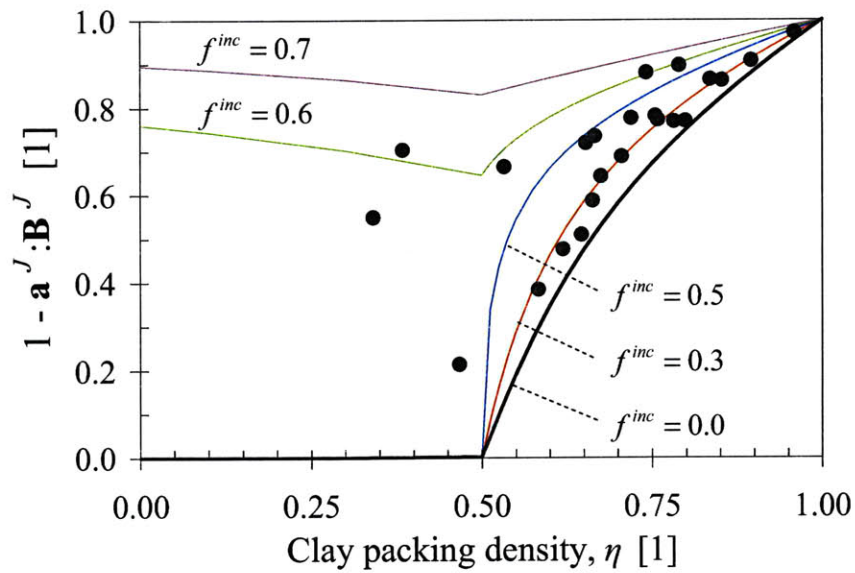 1.0
f^inc = 0.7
0.8
f^inc = 0.6
0.6
0.4
f^inc = 0.5
f^inc = 0.3
0.2
f^inc = 0.0
0.0
0.00 0.25 0.50 0.75 1.00
Clay packing density, η [1]
1 - a^J :B^J [1]